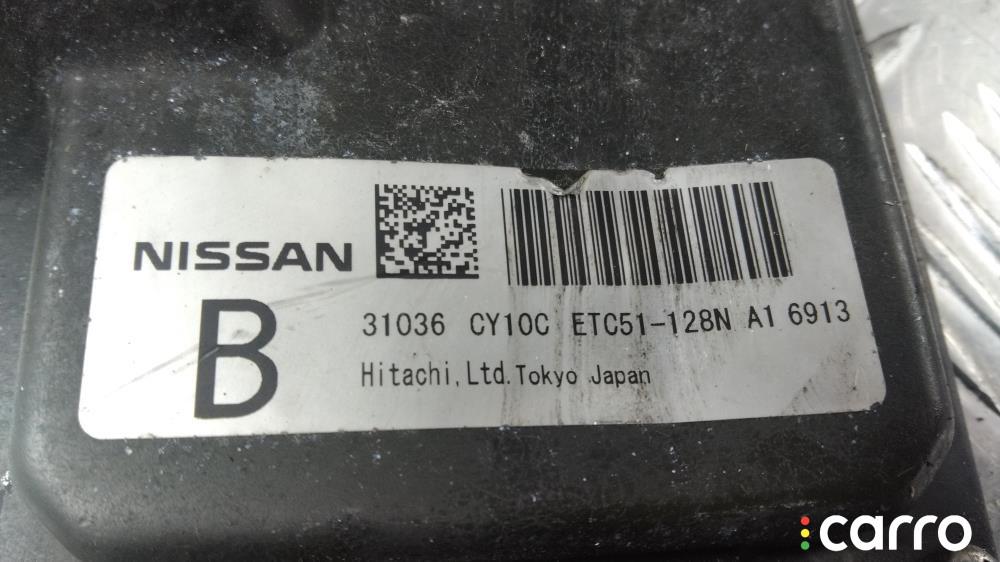 NISSAN
B
31036 CY10C ETC51-128N A1 6913
Hitachi,Ltd.Tokyo Japan
carro